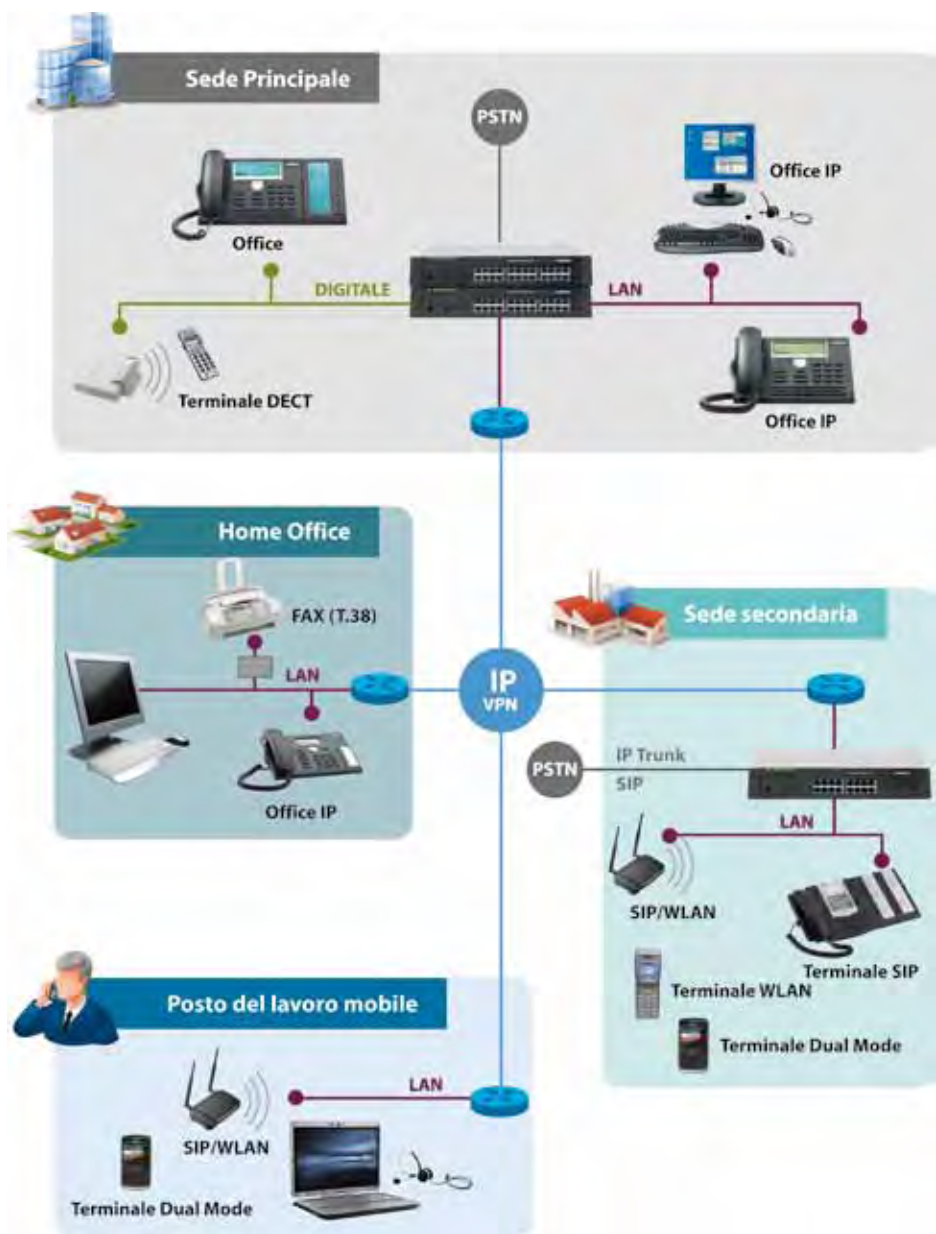 Sede Principale
PSTN
Office IP
Office
DIGITALE
LAN
Terminale DECT
Office IP
Home Office
FAX (T.38)
LAN
Office IP
IP
VPN
Sede secondaria
PSTN
IP Trunk
SIP
LAN
SIP/WLAN
Terminale SIP
Terminale WLAN
Terminale Dual Mode
Posto del lavoro mobile
LAN
SIP/WLAN
Terminale Dual Mode